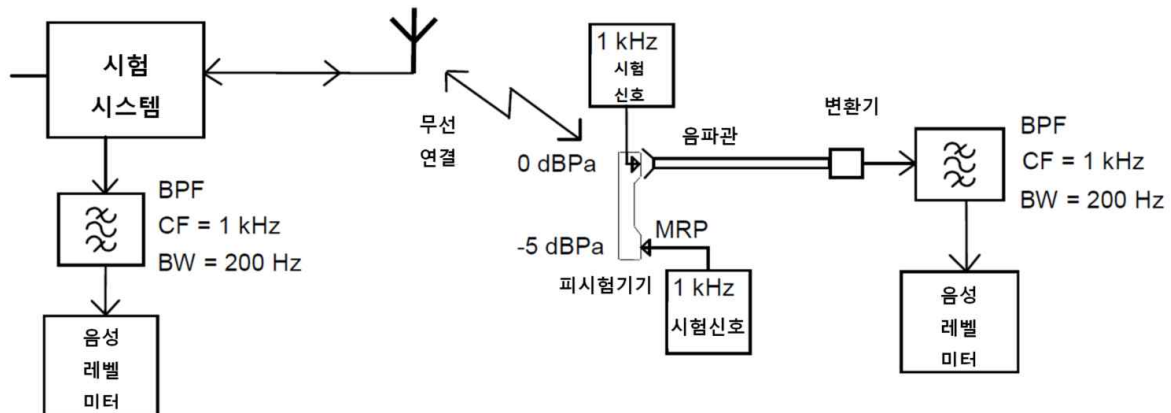 시험
시스템
BPF
CF = 1 kHz
BW = 200 Hz
음성
레벨
미터
무선
연결
1 kHz
시험
신호
0 dBPa
음파관
변환기
BPF
CF = 1 kHz
BW = 200 Hz
-5 dBPa
MRP
피시험기기
1 kHz
시험신호
음성
레벨
미터